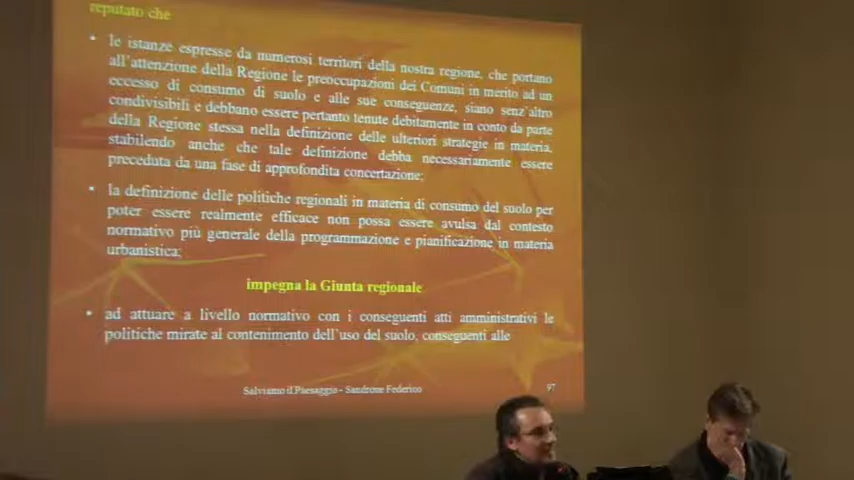 reputato che
• le istanze espresse da numerosi territori della nostra regione, che portano
all'attenzione della Regione le preoccupazioni dei Comuni in merito ad un
eccesso di consumo di suolo e alle sue conseguenze, siano senz'altro
condivisibili e debbano essere pertanto tenute debitamente in conto da parte
della Regione stessa nella definizione delle ulteriori strategie in materia,
stabilendo anche che tale definizione debba necessariamente essere
preceduta da una fase di approfondita concertazione;
• la definizione delle politiche regionali in materia di consumo del suolo per
poter essere realmente efficace non possa essere avulsa dal contesto
normativo più generale della programmazione e pianificazione in materia
urbanistica;
impegna la Giunta regionale
• ad attuare a livello normativo con i conseguenti atti amministrativi le
politiche mirate al contenimento dell'uso del suolo, conseguenti alle
Salviamo il Paesaggio - Sandrone Federico
97